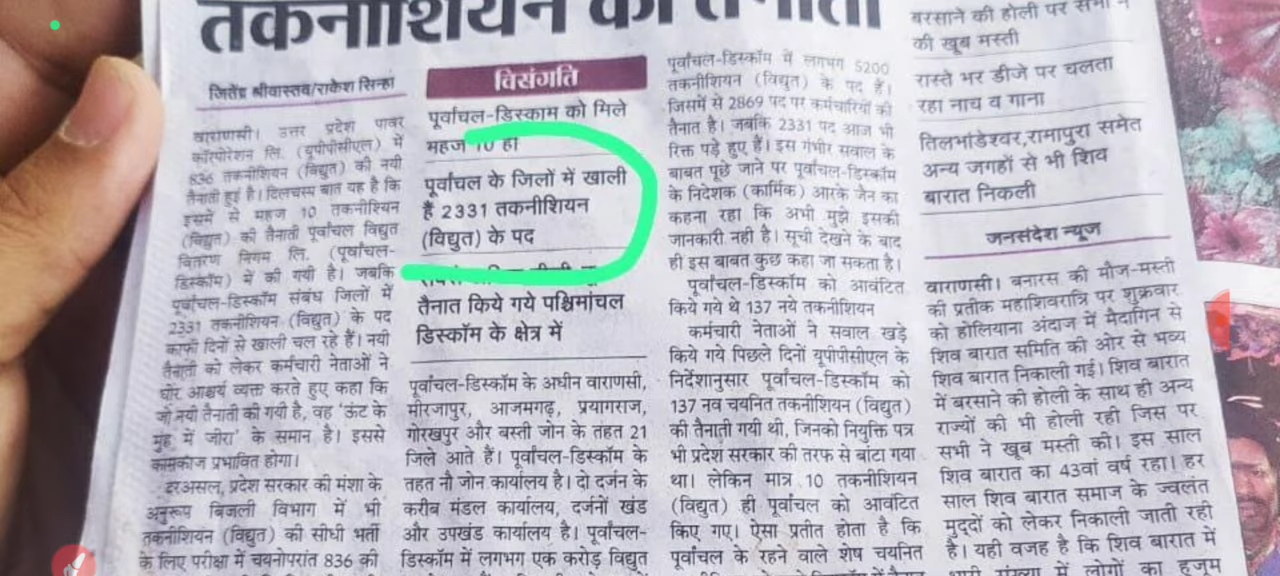 तकनीशियन की तैनाती
जितेंद्र श्रीवास्तव/राकेश सिन्हा
वाराणसी। उत्तर प्रदेश पावर
कॉरपोरेशन लि. (यूपीपीसीएल) में
836 तकनीशियन (विद्युत) की नयी
तैनाती हुई है। दिलचस्प बात यह है कि
इसमें से महज 10 तकनीश्यिन
(विद्युत) की तैनाती पूर्वांचल विद्युत
वितरण निगम लि. (पूर्वांचल-
डिस्कॉम) में की गयी है। जबकि
पूर्वांचल-डिस्कॉम संबंध जिलों में
2331 तकनीशियन (विद्युत) के पद
काफी दिनों से खाली चल रहे हैं। नयी
तैनाती को लेकर कर्मचारी नेताओं ने
घोर आश्चर्य व्यक्त करते हुए कहा कि
जो नयी तैनाती की गयी है, वह 'ऊंट के
मुंह में जीरा' के समान है। इससे
कामकाज प्रभावित होगा।
दरअसल, प्रदेश सरकार की मंशा के
अनुरूप बिजली विभाग में भी
तकनीशियन (विद्युत) की सीधी भर्ती
के लिए परीक्षा में चयनोपरांत 836 की
विसंगति
पूर्वांचल-डिस्काम को मिले
महज 10 ही
पूर्वांचल के जिलों में खाली
हैं 2331 तकनीशियन
(विद्युत) के पद
तैनात किये गये पश्चिमांचल
डिस्कॉम के क्षेत्र में
पूर्वांचल-डिस्कॉम के अधीन वाराणसी,
मीरजापुर, आजमगढ़, प्रयागराज,
गोरखपुर और बस्ती जोन के तहत 21
जिले आते हैं। पूर्वांचल-डिस्कॉम के
तहत नौ जोन कार्यालय है। दो दर्जन के
करीब मंडल कार्यालय, दर्जनों खंड
और उपखंड कार्यालय है। पूर्वांचल-
डिस्कॉम में लगभग एक करोड़ विद्युत
पूर्वांचल-डिस्कॉम में लगभग 5200
तकनीशियन (विद्युत) के पद हैं।
जिसमें से 2869 पद पर कर्मचारियों की
तैनात है। जबकि 2331 पद आज भी
रिक्त पड़े हुए हैं। इस गंभीर सवाल के
बाबत पूछे जाने पर पूर्वांचल-डिस्कॉम
के निदेशक (कार्मिक) आरके जैन का
कहना रहा कि अभी मुझे इसकी
जानकारी नही है। सूची देखने के बाद
ही इस बाबत कुछ कहा जा सकता है।
पूर्वांचल-डिस्कॉम को आवंटित
किये गये थे 137 नये तकनीशियन
कर्मचारी नेताओं ने सवाल खड़े
किये गये पिछले दिनों यूपीपीसीएल के
निर्देशानुसार पूर्वांचल-डिस्कॉम को
137 नव चयनित तकनीशियन (विद्युत)
की तैनाती गयी थी, जिनको नियुक्ति पत्र
भी प्रदेश सरकार की तरफ से बांटा गया
था। लेकिन मात्र 10 तकनीशियन
(विद्युत) ही पूर्वांचल को आवंटित
किए गए। ऐसा प्रतीत होता है कि
पूर्वांचल के रहने वाले शेष चयनित
बरसाने की होली पर सभी ने
की खूब मस्ती
रास्ते भर डीजे पर चलता
रहा नाच व गाना
तिलभांडेश्वर,रामापुरा समेत
अन्य जगहों से भी शिव
बारात निकली
जनसंदेश न्यूज
वाराणसी। बनारस की मौज-मस्ती
की प्रतीक महाशिवरात्रि पर शुक्रवार
को होलियाना अंदाज में मैदागिन से
शिव बारात समिति की ओर से भव्य
शिव बारात निकाली गई। शिव बारात
में बरसाने की होली के साथ ही अन्य
राज्यों की भी होली रही जिस पर
सभी ने खूब मस्ती की। इस साल
शिव बारात का 43वां वर्ष रहा। हर
साल शिव बारात समाज के ज्वलंत
मुद्दों को लेकर निकाली जाती रही
है। यही वजह है कि शिव बारात में
भारी संख्या में लोगों का हुजूम